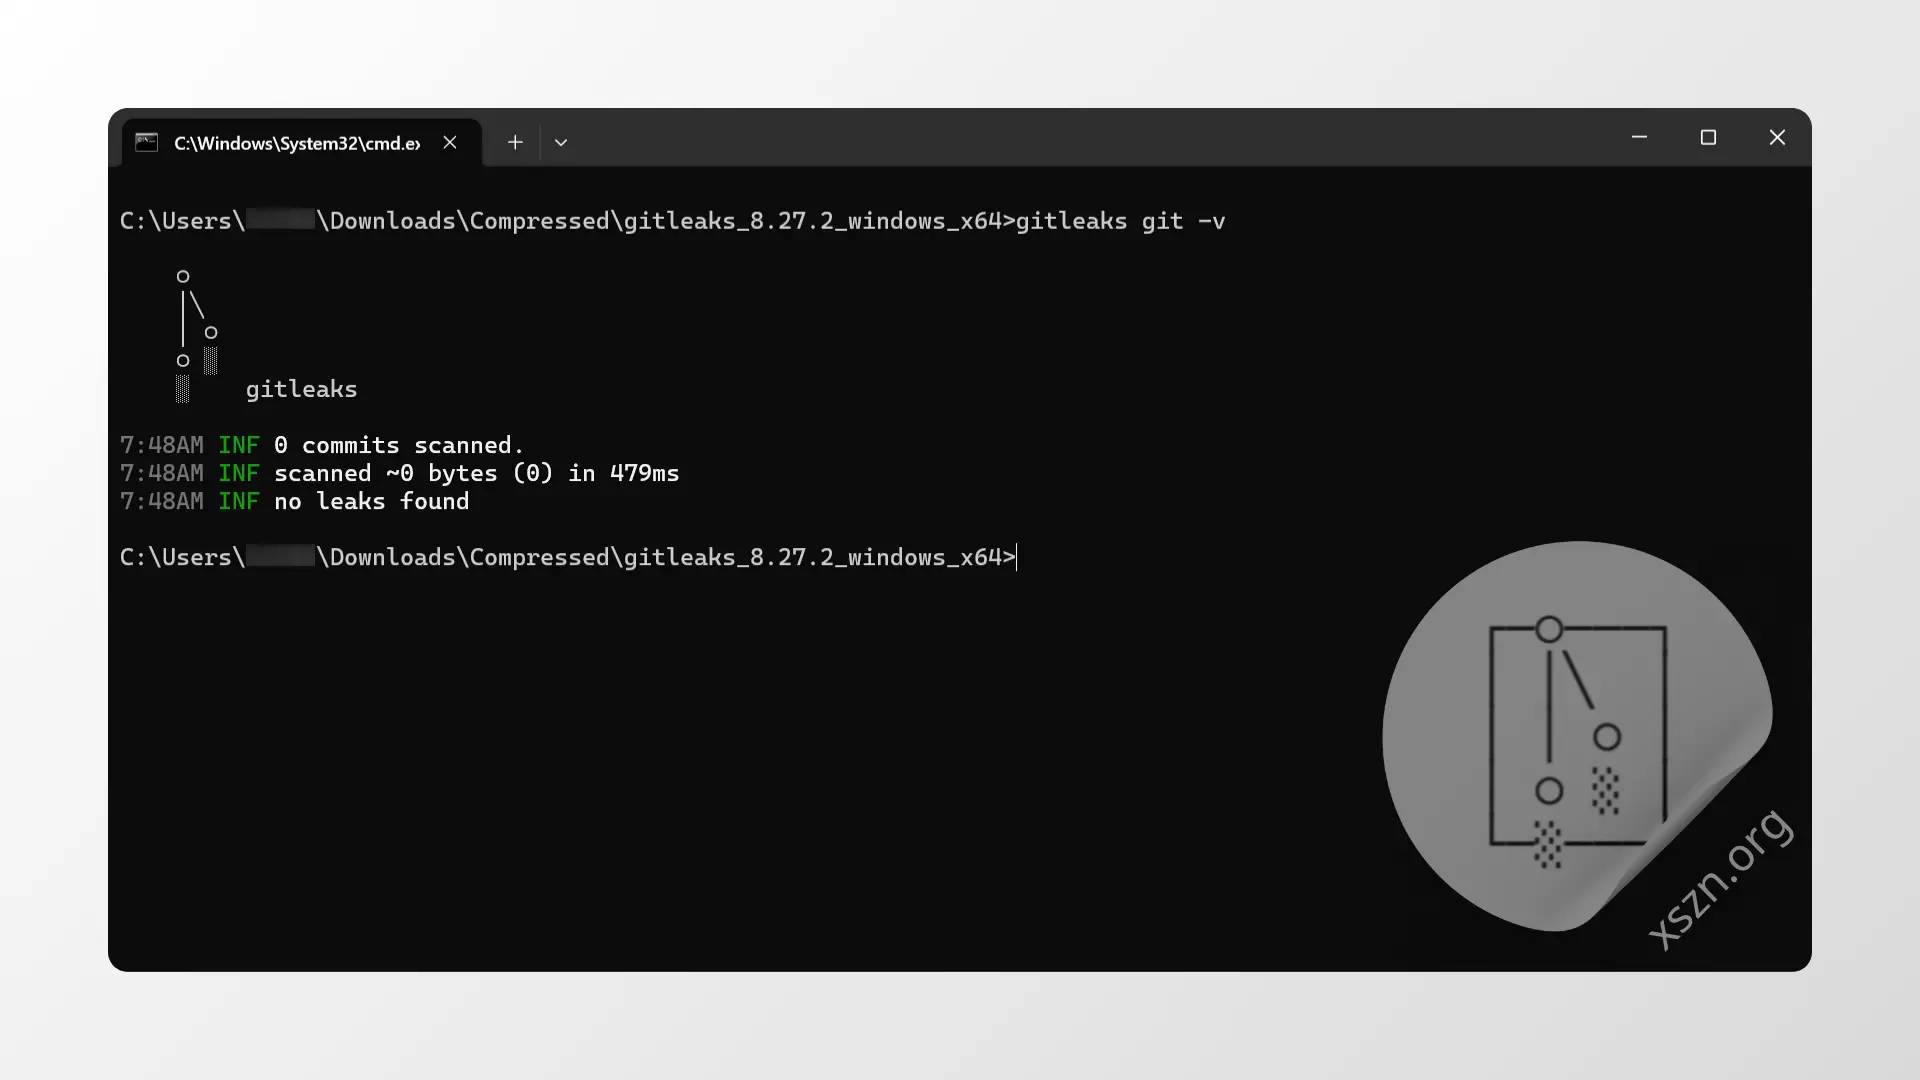 C:\Windows\System32\cmd.ex
C:\Users\ \Downloads\Compressed\gitleaks_8.27.2_windows_x64>gitleaks git -v
gitleaks
7:48AM INF 0 commits scanned.
7:48AM INF scanned ~0 bytes (0) in 479ms
7:48AM INF no leaks found
C:\Users\ \Downloads\Compressed\gitleaks_8.27.2_windows_x64>
xszn.org